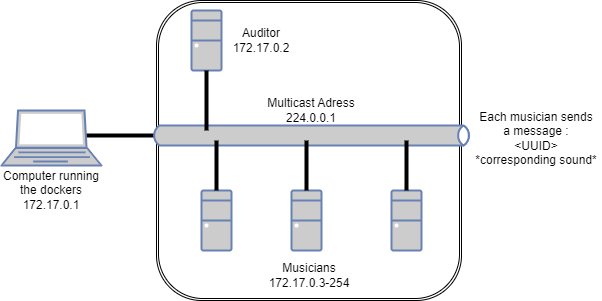 Auditor
172.17.0.2
Multicast Adress
224.0.0.1
Each musician sends
a message :
<UUID>
*corresponding sound*
Computer running
the dockers
172.17.0.1
Musicians
172.17.0.3-254